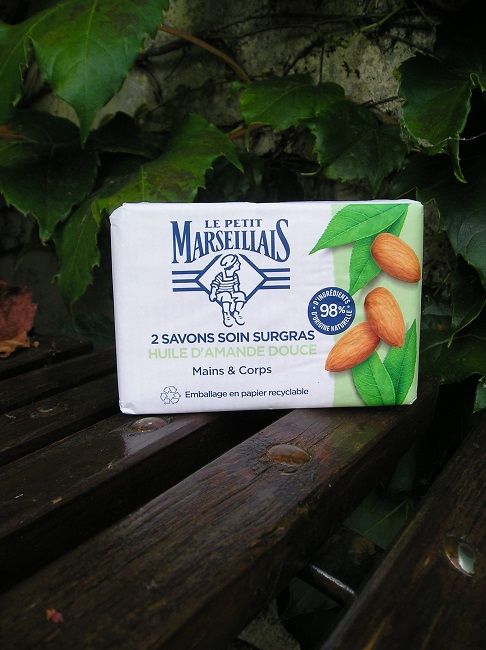 LE PETIT
MARSEILLAIS
D'INGRÉDIENTS
98%
D'ORIGINE NATURELLE
2 SAVONS SOIN SURGRAS
HUILE D'AMANDE DOUCE
Mains & Corps
Emballage en papier recyclable